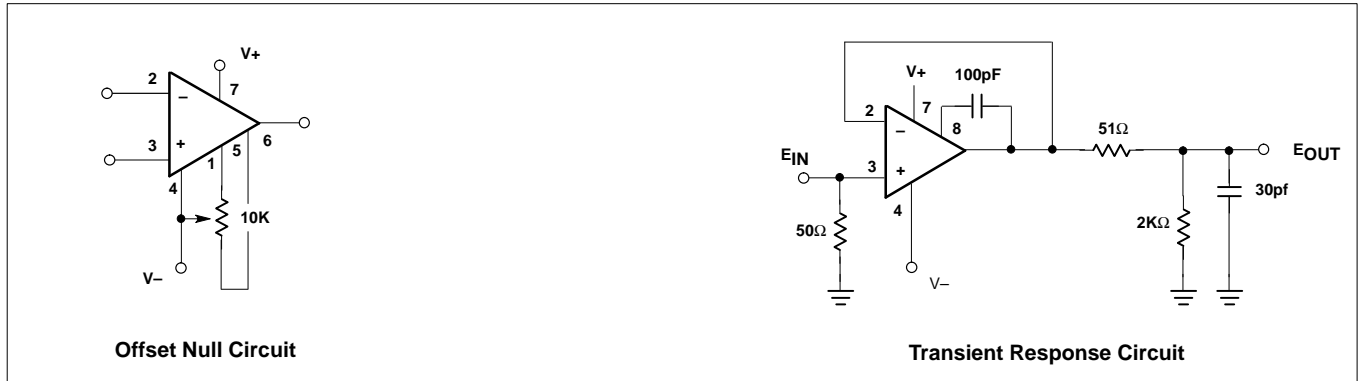 V+
2
7
–
3
+
5
6
1
4
10K
V–
Offset Null Circuit
100pF
V+
2
7
8
–
51Ω
EIN
3
+
EOUT
4
30pf
50Ω
2KΩ
V–
Transient Response Circuit